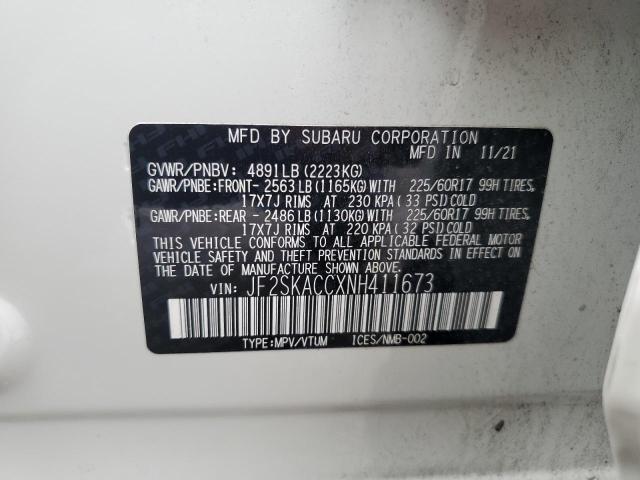 MFD BY SUBARU CORPORATION
MFD IN 11/21
GVWR/PNBV: 4891LB(2223KG)
GAWR/PNBE:FRONT- 2563LB(1165KG)WITH 225/60R17 99H TIRES,
17X7J RIMS AT 230 KPA(33 PSI)COLD
GAWR/PNBE:REAR - 2486LB(1130KG)WITH 225/60R17 99H TIRES,
17X7J RIMS AT 220 KPA(32 PSI)COLD
THIS VEHICLE CONFORMS TO ALL APPLICABLE FEDERAL MOTOR
VEHICLE SAFETY AND THEFT PREVENTION STANDARDS IN EFFECT ON
THE DATE OF MANUFACTURE SHOWN ABOVE.
VIN: JF2SKACCXNH411673
TYPE:MPV/VTUM ICES/NMB-002